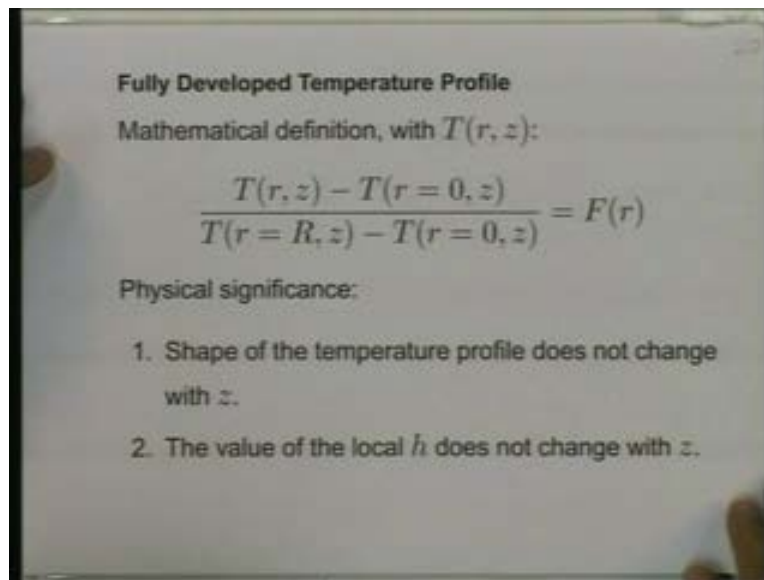 Fully Developed Temperature Profile
Mathematical definition, with T(r, z):
T(r, z) − T(r = 0, z)
T(r = R, z) − T(r = 0, z) = F(r)
Physical significance:
1. Shape of the temperature profile does not change
with z.
2. The value of the local h does not change with z.